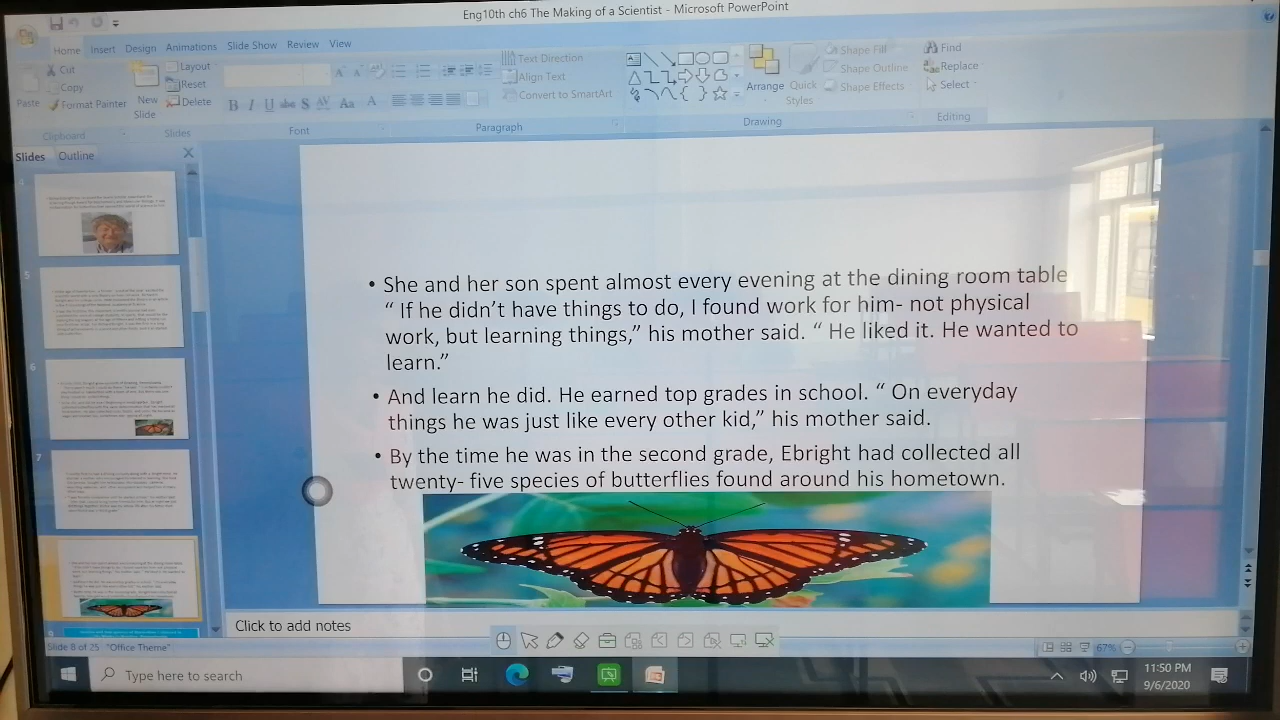 Eng10th ch6 The Making of a Scientist - Microsoft PowerPoint
Home Insert Design Animations Slide Show Review View
Cut
Copy
Format Painter
Paste
Clipboard
New
Slide
Layout
Reset
Delete
Slides
B I U abc S AV Aa A
Font
Text Direction
Align Text
Convert to SmartArt
Paragraph
Arrange
Quick
Styles
Shape Fill
Shape Outline
Shape Effects
Drawing
Find
Replace
Select
Editing
Slides Outline
5
6
7
• She and her son spent almost every evening at the dining room table
“ If he didn’t have things to do, I found work for him- not physical
work, but learning things,” his mother said. “ He liked it. He wanted to
learn.”
• And learn he did. He earned top grades in school. “ On everyday
things he was just like every other kid,” his mother said.
• By the time he was in the second grade, Ebright had collected all
twenty- five species of butterflies found around his hometown.
Click to add notes
Slide 8 of 25 "Office Theme"
67%
Type here to search
11:50 PM
9/6/2020